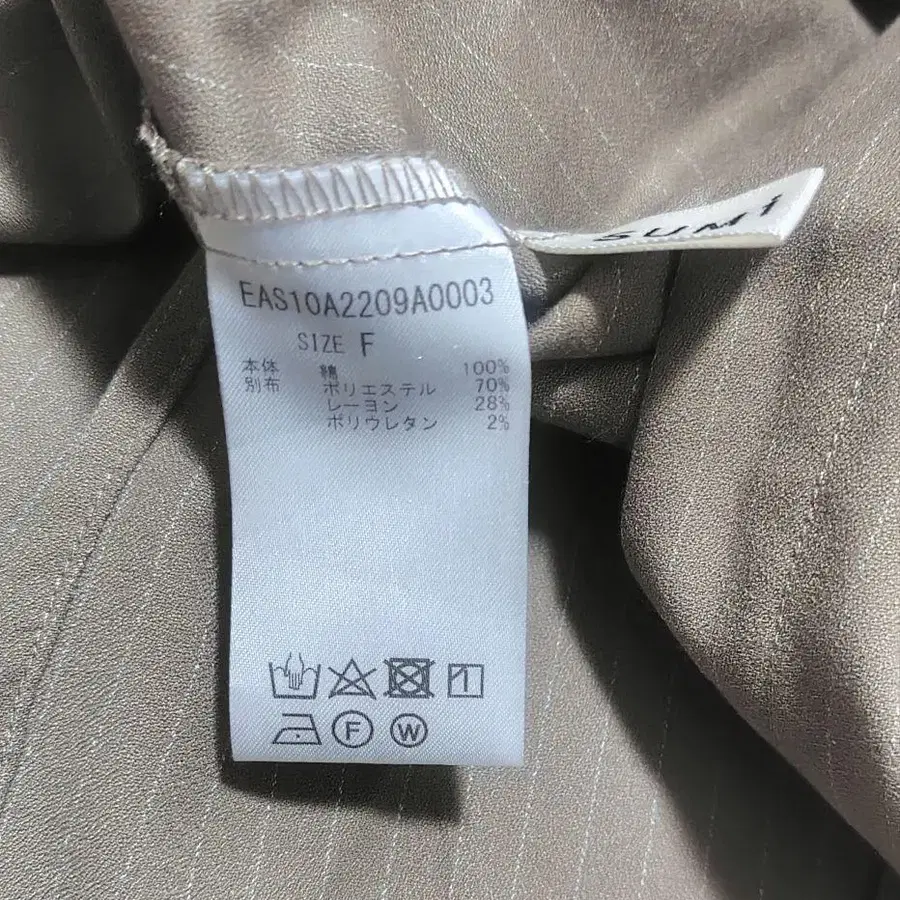 SUMi
EAS10A2209A0003
SIZE F
本体 綿 100%
別布 ポリエステル 70%
レーヨン 28%
ポリウレタン 2%
F W